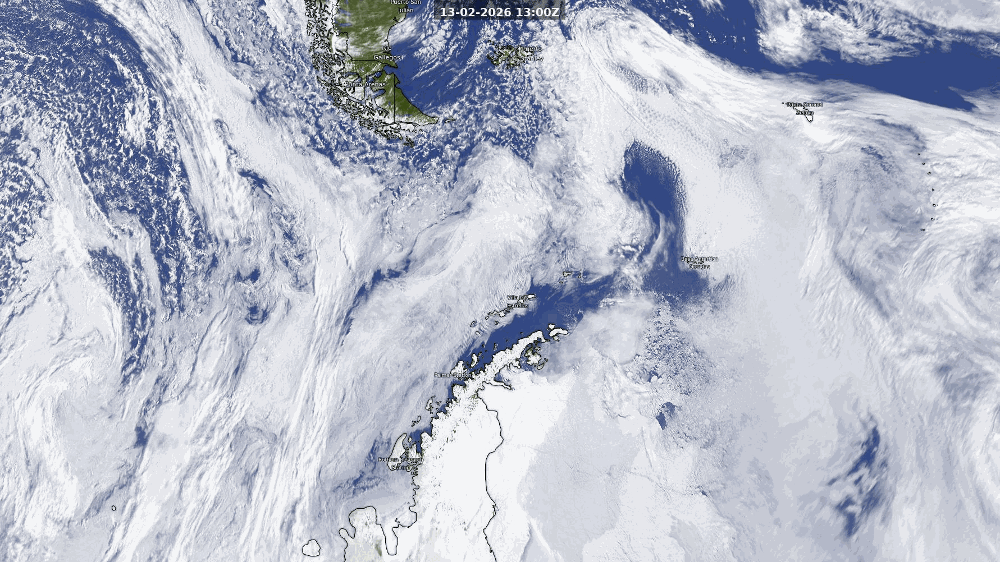 Puerto San
Julián
13-02-2026 13:00Z
Río
Gallegos
Puerto
Stanley
Punta Arenas
Punta Coronel
Zelaya
Base Antartica
Orcadas
Villa Las
Estrellas
Palmer Station
Rothera Research
Station